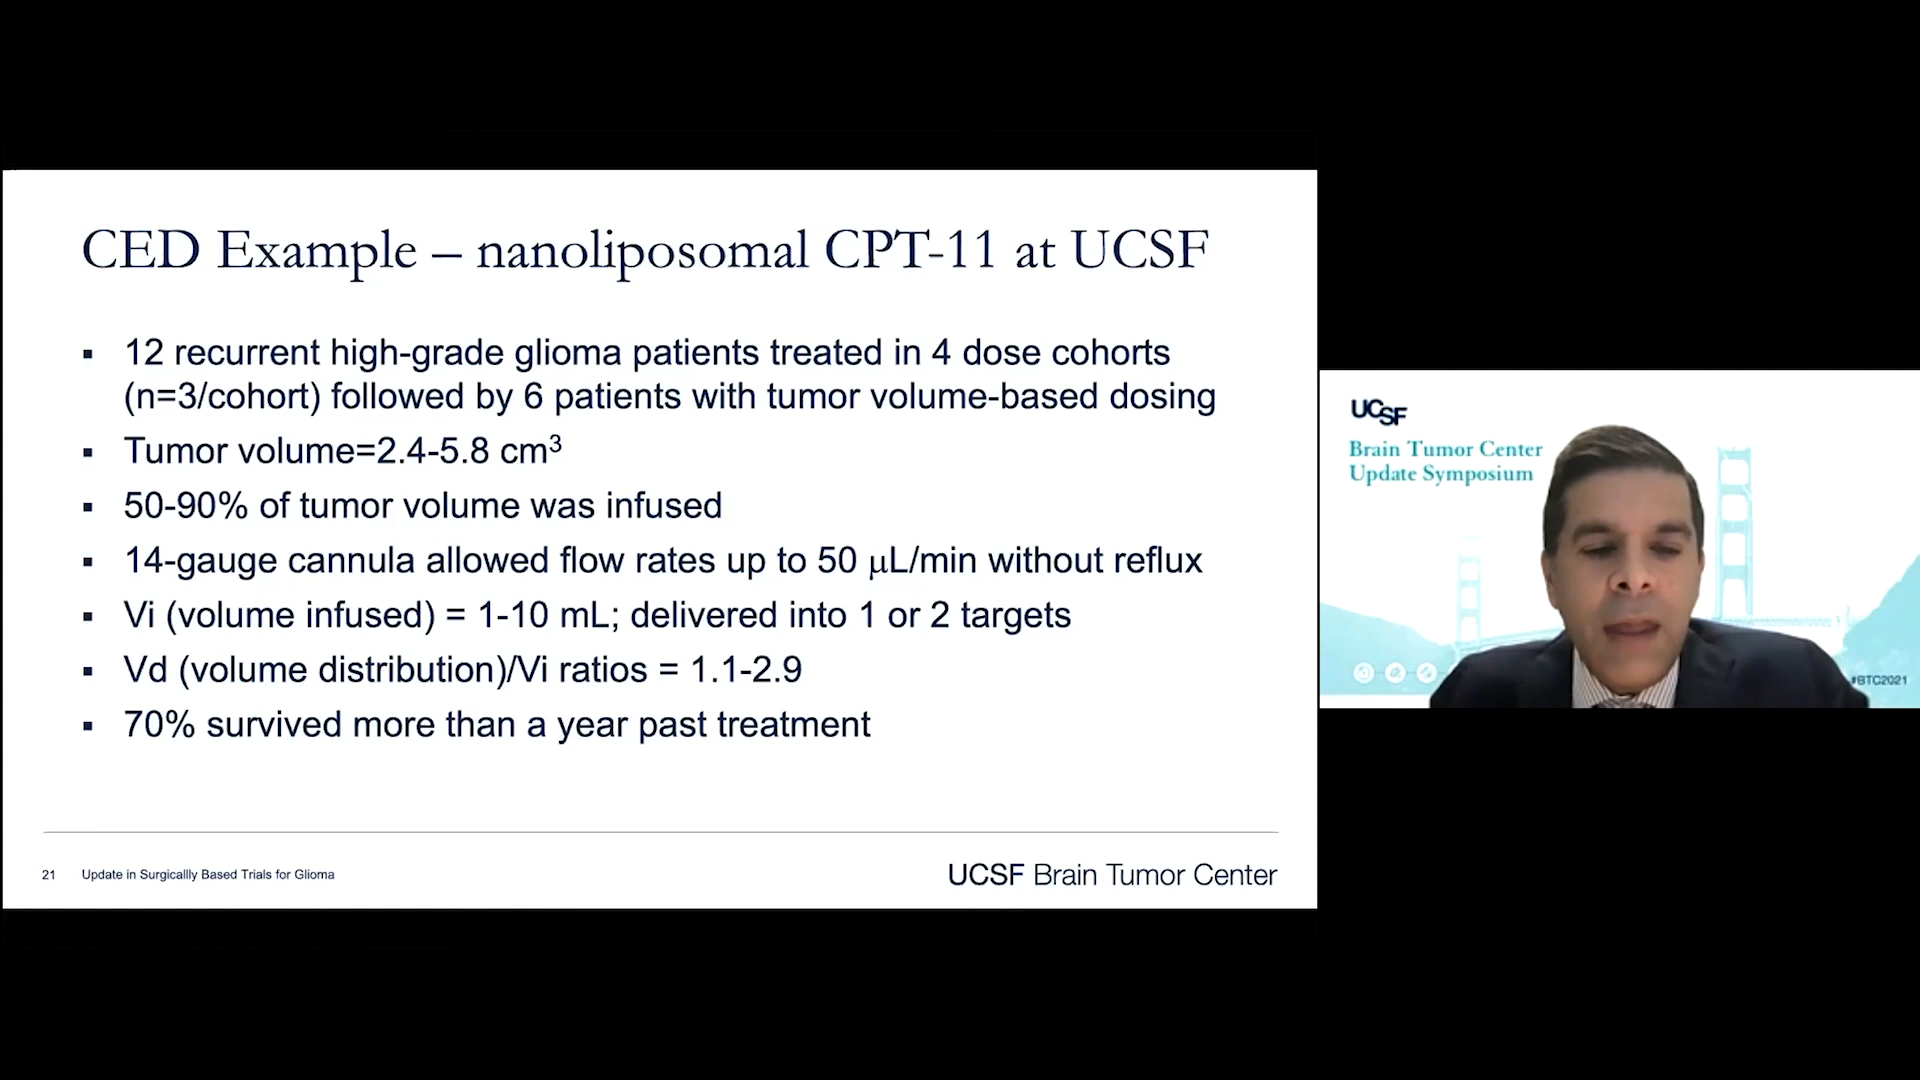 CED Example – nanoliposomal CPT-11 at UCSF
▪ 12 recurrent high-grade glioma patients treated in 4 dose cohorts
(n=3/cohort) followed by 6 patients with tumor volume-based dosing
▪ Tumor volume=2.4-5.8 cm³
▪ 50-90% of tumor volume was infused
▪ 14-gauge cannula allowed flow rates up to 50 μL/min without reflux
▪ Vi (volume infused) = 1-10 mL; delivered into 1 or 2 targets
▪ Vd (volume distribution)/Vi ratios = 1.1-2.9
▪ 70% survived more than a year past treatment
21 Update in Surgicallly Based Trials for Glioma
UCSF Brain Tumor Center
UCSF
Brain Tumor Center
Update Symposium
#BTC2021